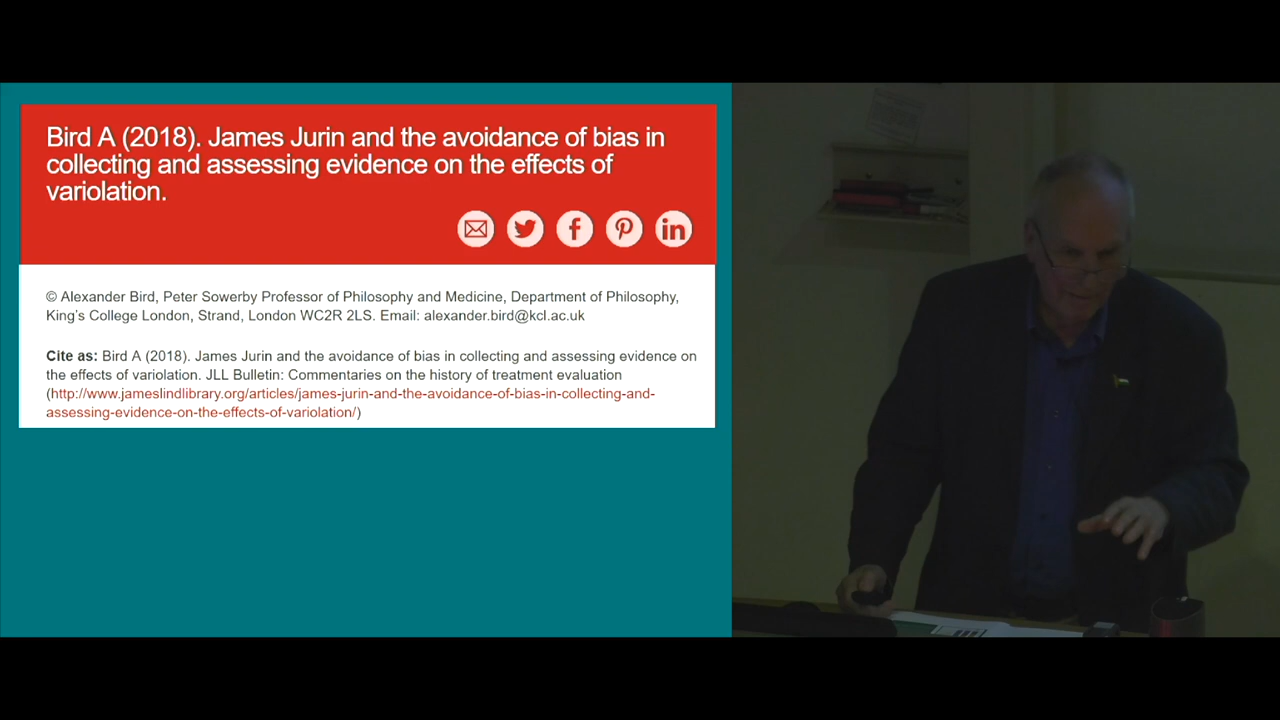 Bird A (2018). James Jurin and the avoidance of bias in
collecting and assessing evidence on the effects of
variolation.
© Alexander Bird, Peter Sowerby Professor of Philosophy and Medicine, Department of Philosophy,
King's College London, Strand, London WC2R 2LS. Email: alexander.bird@kcl.ac.uk
Cite as: Bird A (2018). James Jurin and the avoidance of bias in collecting and assessing evidence on
the effects of variolation. JLL Bulletin: Commentaries on the history of treatment evaluation
(http://www.jameslindlibrary.org/articles/james-jurin-and-the-avoidance-of-bias-in-collecting-and-
assessing-evidence-on-the-effects-of-variolation/)